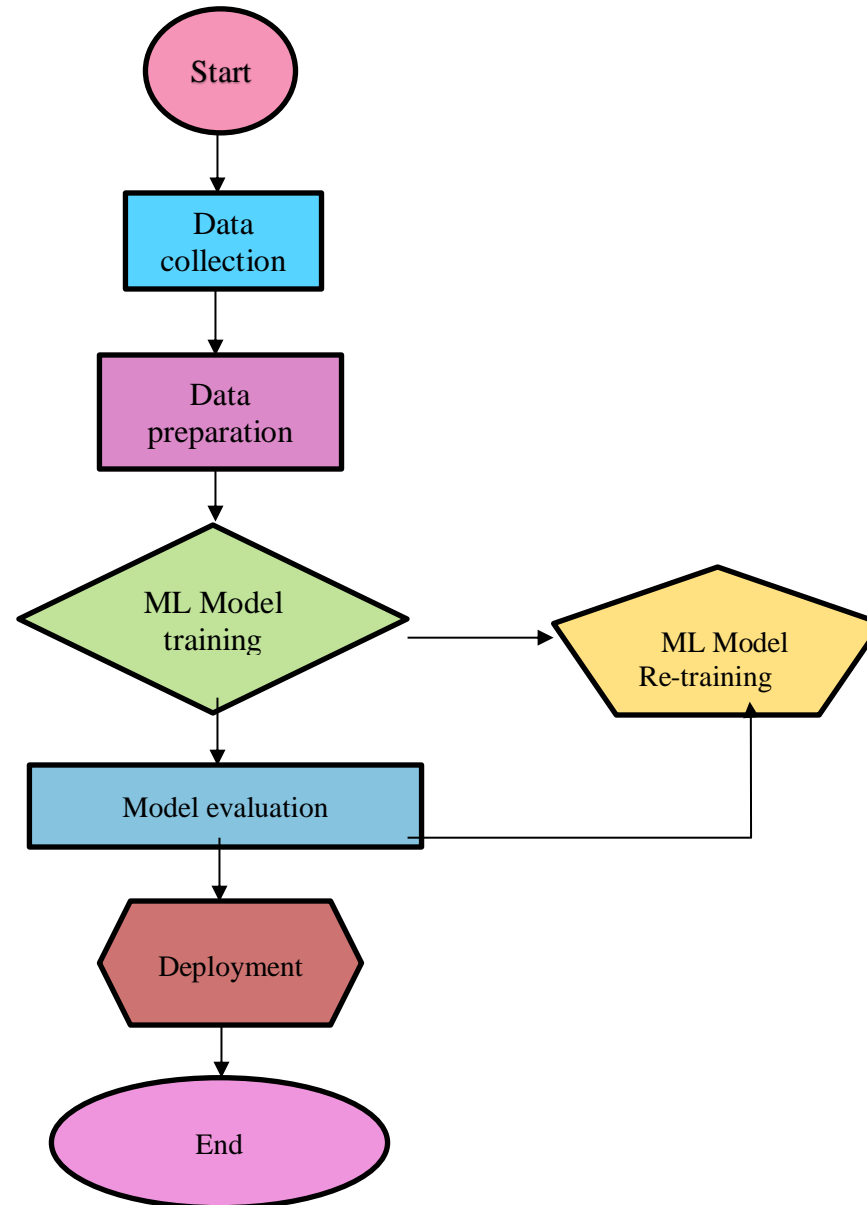 Start
Data
collection
Data
preparation
ML Model
training
ML Model
Re-training
Model evaluation
Deployment
End